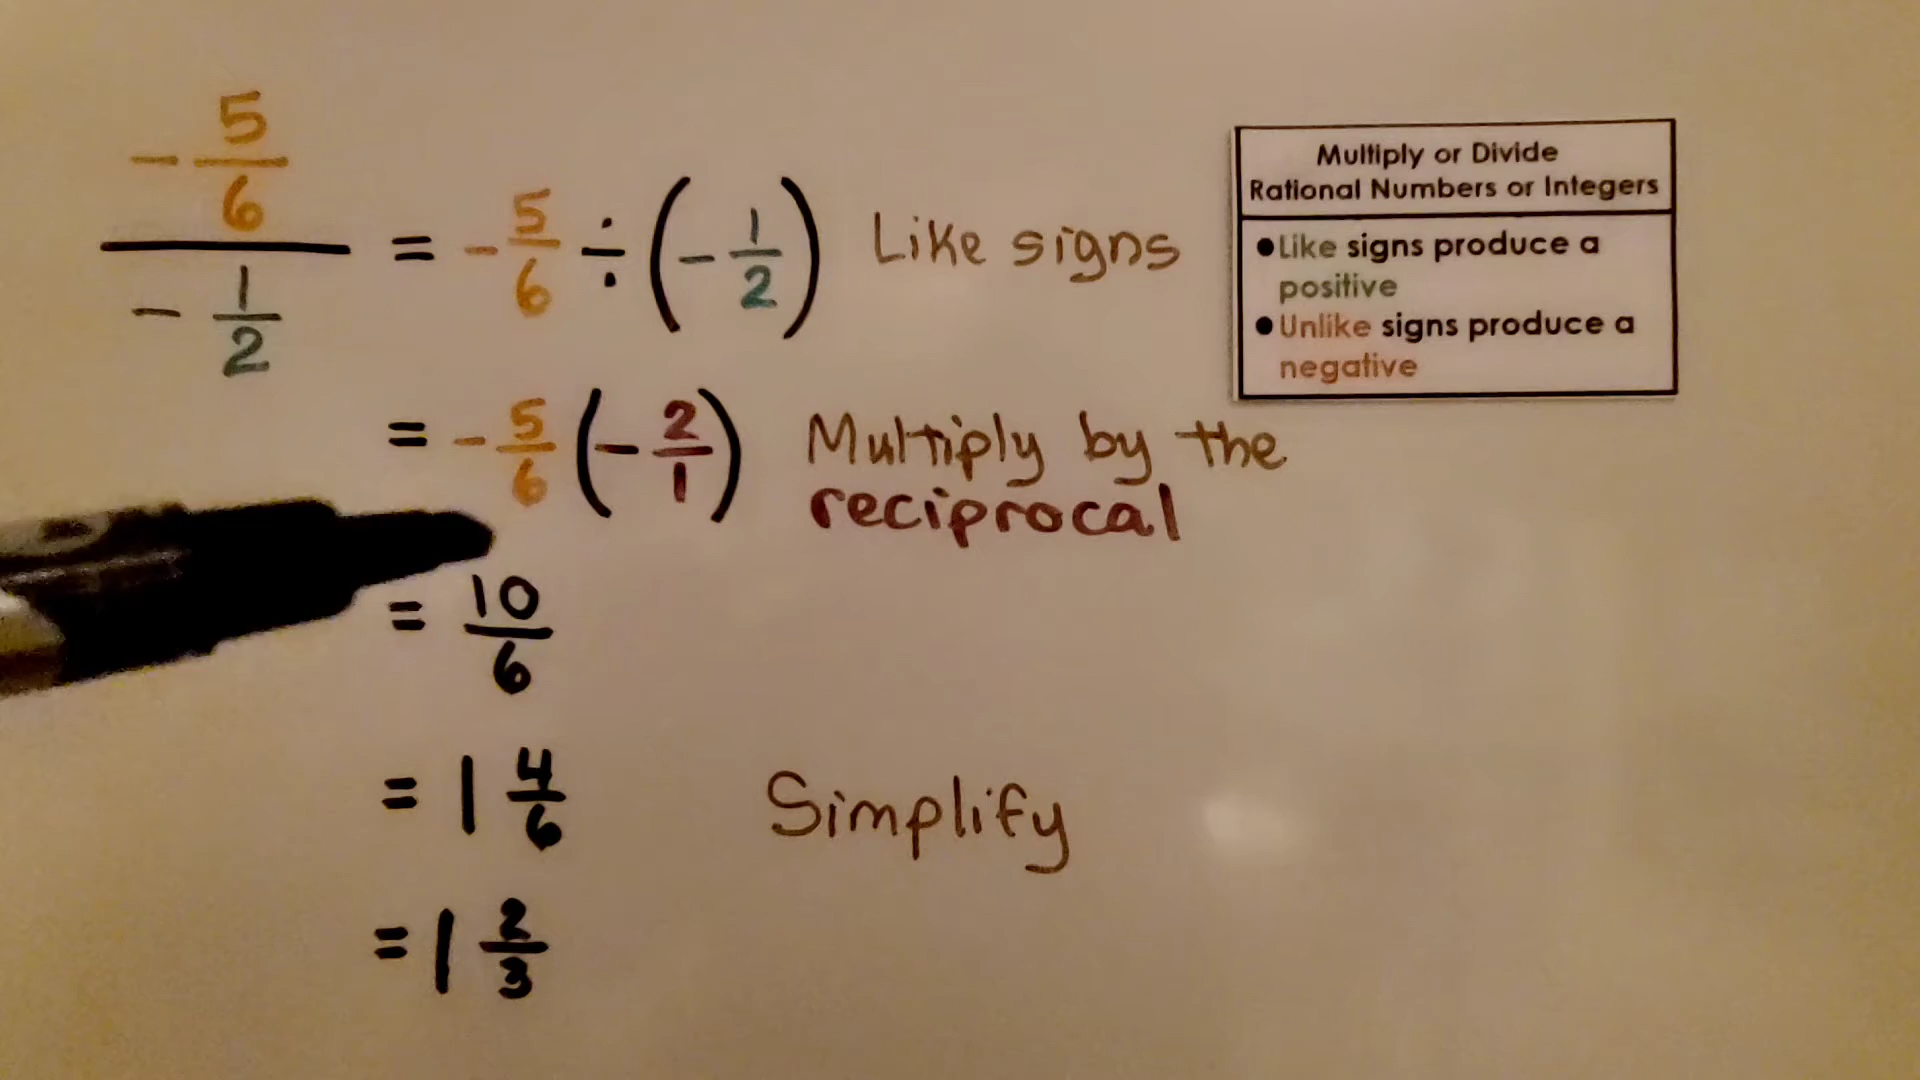 -5/6 / -1/2 = -5/6 ÷ (-1/2) Like signs
= -5/6 (-2/1) Multiply by the
reciprocal
= 10/6
= 1 4/6 Simplify
= 1 2/3
Multiply or Divide
Rational Numbers or Integers
●Like signs produce a
positive
●Unlike signs produce a
negative